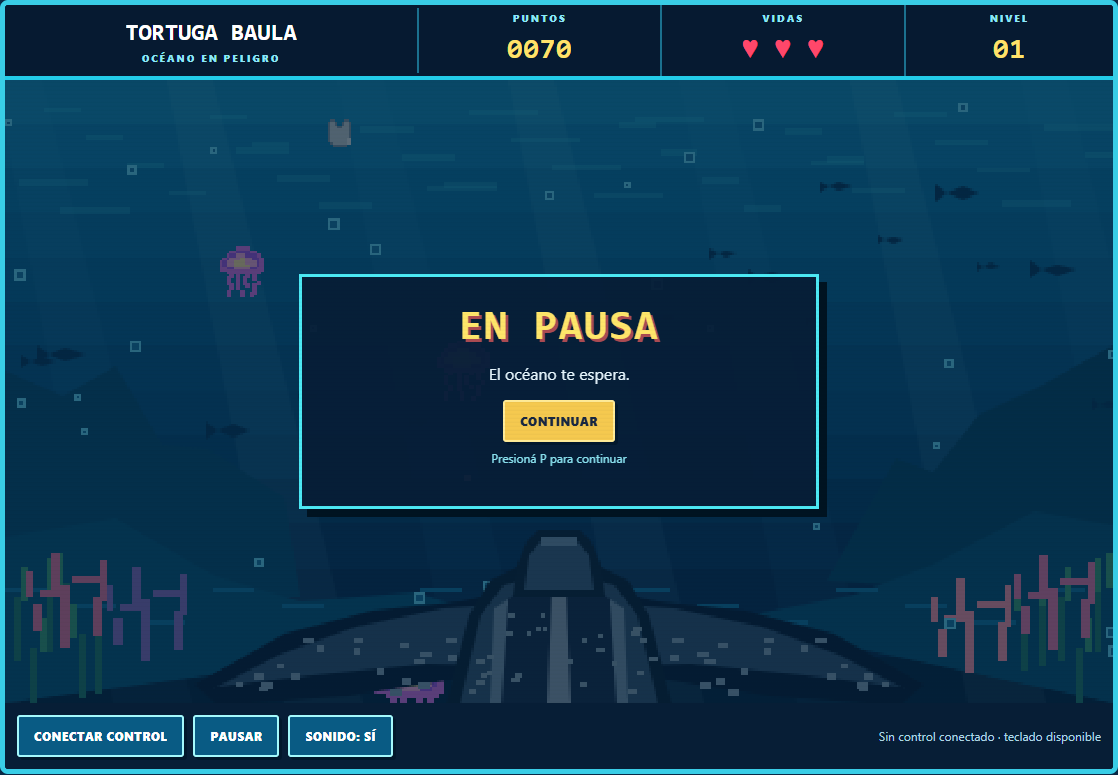 TORTUGA BAULA
OCÉANO EN PELIGRO
PUNTOS
0070
VIDAS
♥ ♥ ♥
NIVEL
01
EN PAUSA
El océano te espera.
CONTINUAR
Presioná P para continuar
CONECTAR CONTROL
PAUSAR
SONIDO: SÍ
Sin control conectado · teclado disponible